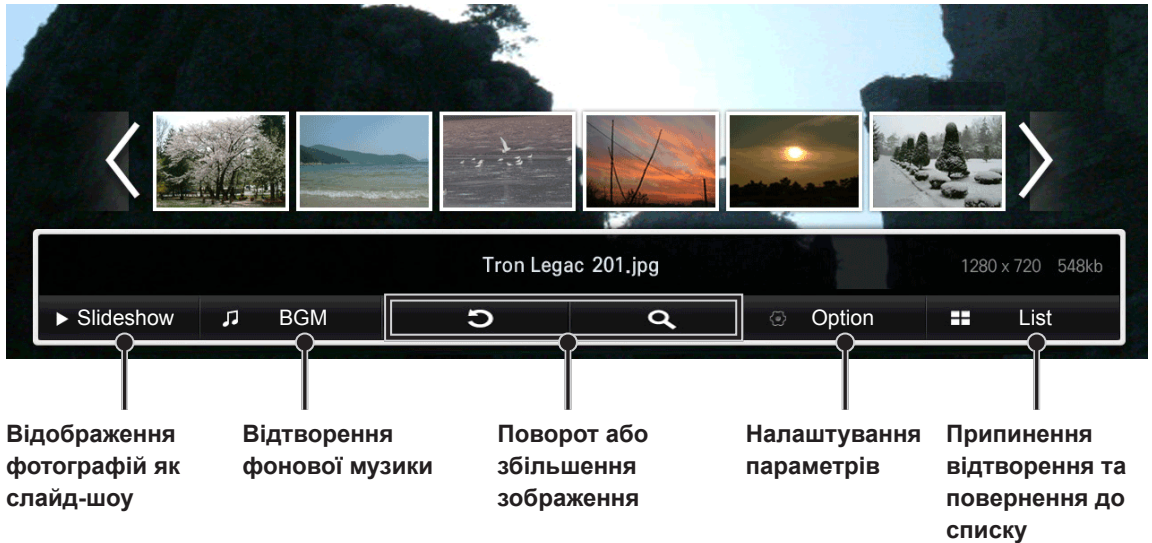 Tron Legac 201.jpg
1280 x 720 548kb
Slideshow BGM Option List
Відображення
фотографій як
слайд-шоу
Відтворення
фонової музики
Поворот або
збільшення
зображення
Налаштування
параметрів
Припинення
відтворення та
повернення до
списку